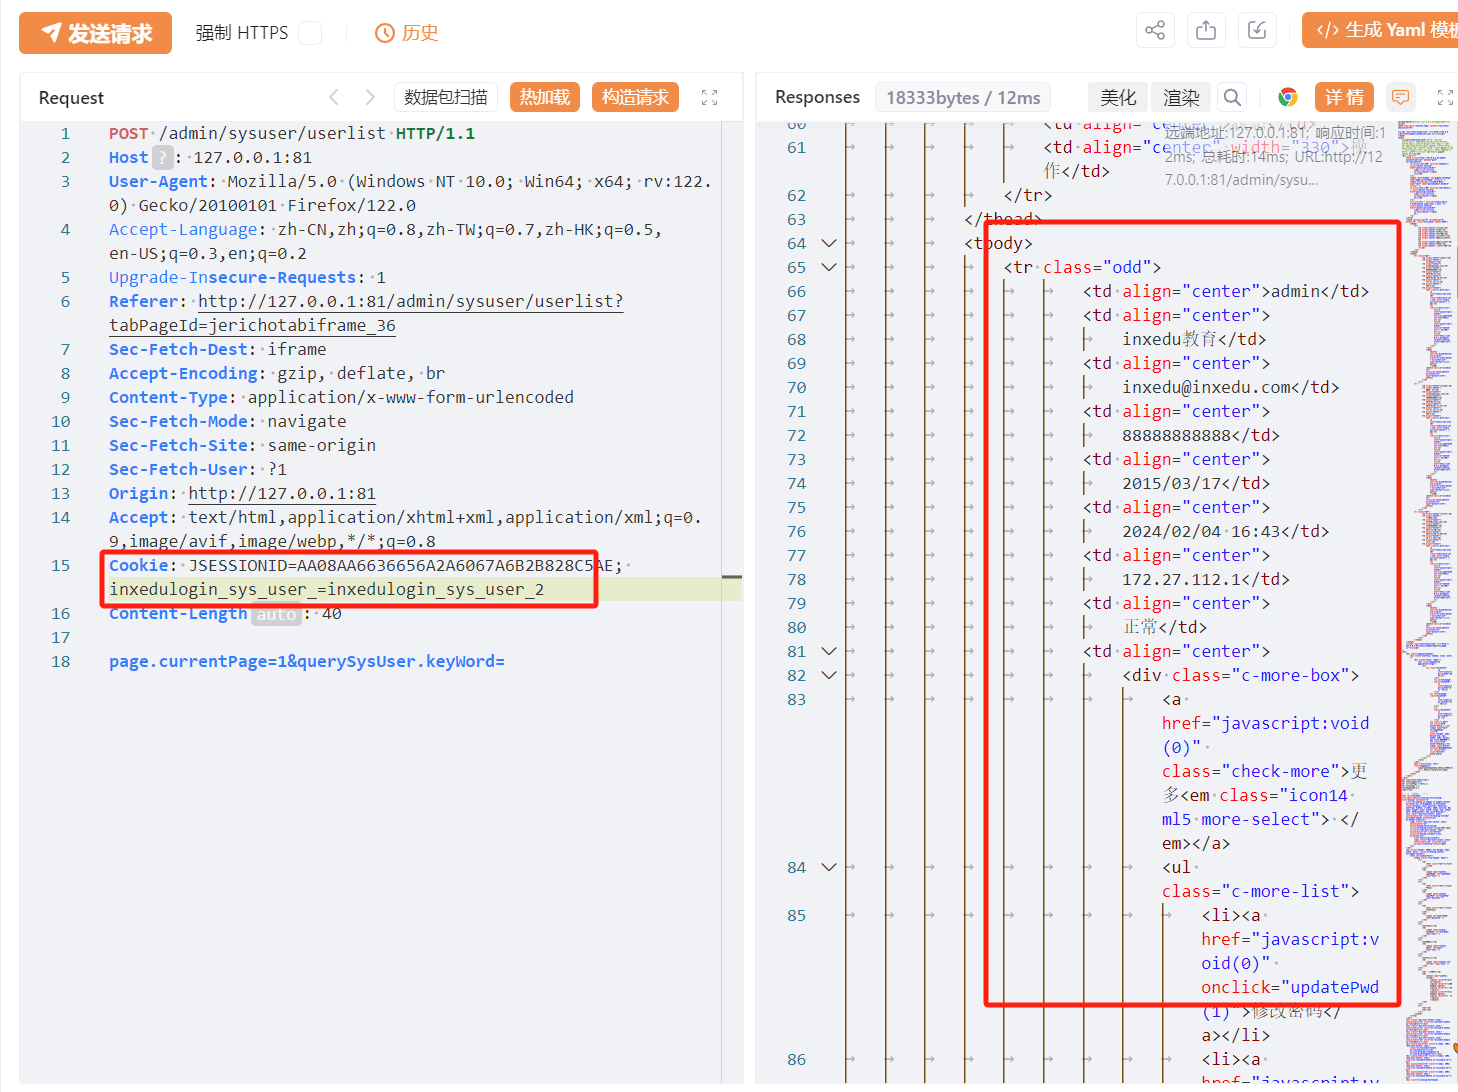 发送请求
强制 HTTPS
历史
</> 生成 Yaml 模板
Request
数据包扫描
热加载
构造请求
Responses
18333bytes / 12ms
美化
渲染
详情
1 POST /admin/sysuser/userlist HTTP/1.1
2 Host ? : 127.0.0.1:81
3 User-Agent: Mozilla/5.0 (Windows NT 10.0; Win64; x64; rv:122.
0) Gecko/20100101 Firefox/122.0
4 Accept-Language: zh-CN,zh;q=0.8,zh-TW;q=0.7,zh-HK;q=0.5,
en-US;q=0.3,en;q=0.2
5 Upgrade-Insecure-Requests: 1
6 Referer: http://127.0.0.1:81/admin/sysuser/userlist?
tabPageId=jerichotabiframe_36
7 Sec-Fetch-Dest: iframe
8 Accept-Encoding: gzip, deflate, br
9 Content-Type: application/x-www-form-urlencoded
10 Sec-Fetch-Mode: navigate
11 Sec-Fetch-Site: same-origin
12 Sec-Fetch-User: ?1
13 Origin: http://127.0.0.1:81
14 Accept: text/html,application/xhtml+xml,application/xml;q=0.
9,image/avif,image/webp,*/*;q=0.8
15 Cookie: JSESSIONID=AA08AA6636656A2A6067A6B2B828C5AE;
inxedulogin_sys_user_=inxedulogin_sys_user_2
16 Content-Length auto : 40
17
18 page.currentPage=1&querySysUser.keyWord=
远端地址:127.0.0.1:81; 响应时间:1
2ms; 总耗时:14ms; URL:http://12
7.0.0.1:81/admin/sysu...
60 <td align="center"
61 <td align="center" width="330">操
作</td>
62 </tr>
63 </thead>
64 <tbody>
65 <tr class="odd">
66 <td align="center">admin</td>
67 <td align="center">
68 inxedu教育</td>
69 <td align="center">
70 inxedu@inxedu.com</td>
71 <td align="center">
72 88888888888</td>
73 <td align="center">
74 2015/03/17</td>
75 <td align="center">
76 2024/02/04 16:43</td>
77 <td align="center">
78 172.27.112.1</td>
79 <td align="center">
80 正常</td>
81 <td align="center">
82 <div class="c-more-box">
83 <a
href="javascript:void
(0)"
class="check-more">更
多<em class="icon14
ml5 more-select"> </
em></a>
84 <ul
class="c-more-list">
85 <li><a
href="javascript:v
oid(0)"
onclick="updatePwd
(1)">修改密码</
a></li>
86 <li><a
href="javascript:v